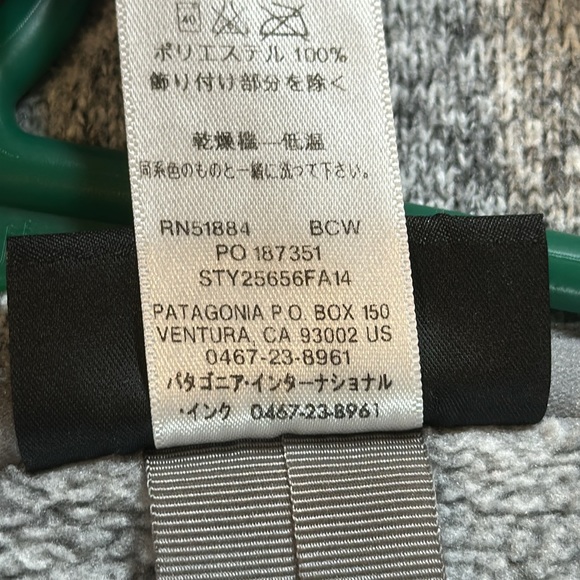 40
ポリエステル 100%
飾り付け部分を除く
乾燥機—低温
同系色のものと一緒に洗って下さい。
RN51884 BCW
PO 187351
STY25656FA14
PATAGONIA P.O. BOX 150
VENTURA, CA 93002 US
0467-23-8961
パタゴニア·インターナショナル
·インク 0467-23-8961